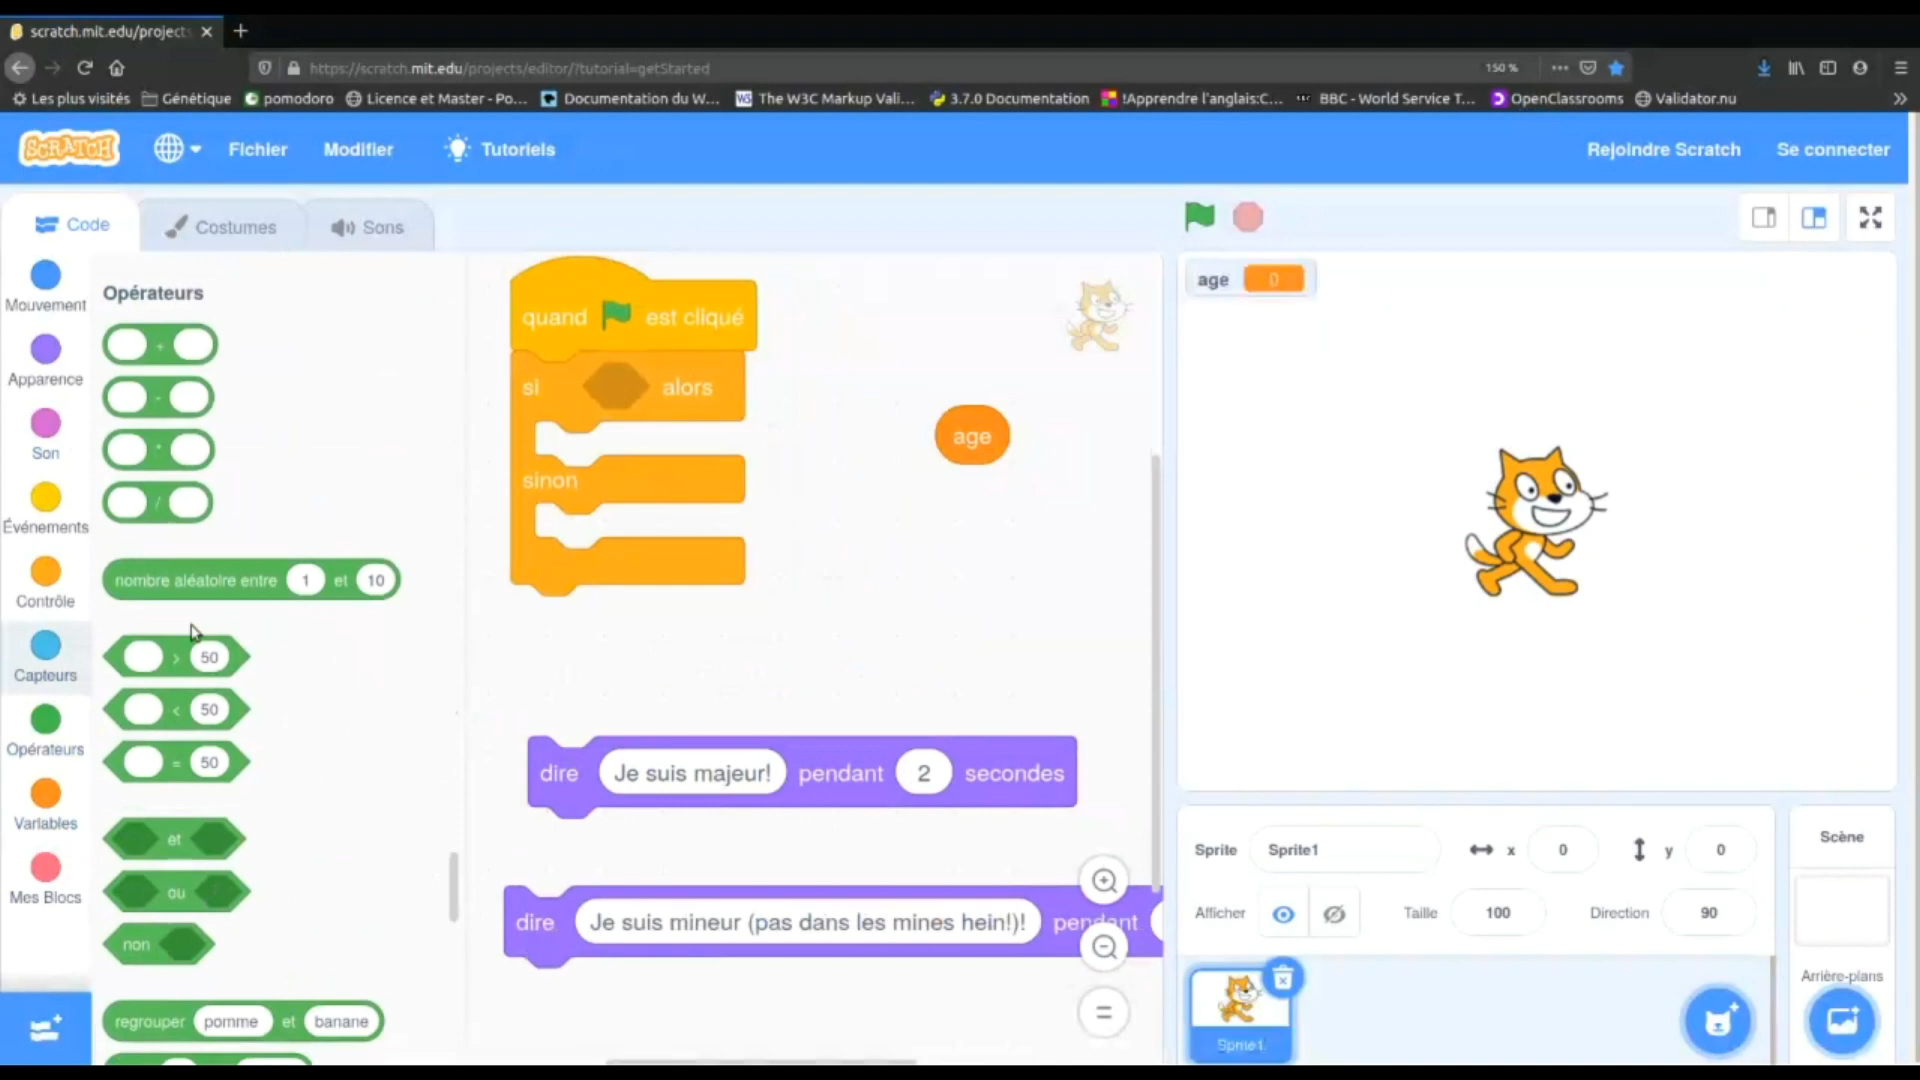 scratch.mit.edu/project
https://scratch.mit.edu/projects/editor/?tutorial=getStarted
150 %
Les plus visités
Génétique
pomodoro
Licence et Master - Po...
Documentation du W...
The W3C Markup Vali...
3.7.0 Documentation
!Apprendre l'anglais:C...
BBC - World Service T...
OpenClassrooms
Validator.nu
SCRATCH
Fichier
Modifier
Tutoriels
Rejoindre Scratch
Se connecter
Code
Costumes
Sons
Mouvement
Apparence
Son
Événements
Contrôle
Capteurs
Opérateurs
Variables
Mes Blocs
Opérateurs
+
-
*
/
nombre aléatoire entre 1 et 10
> 50
< 50
= 50
et
ou
non
regrouper pomme et banane
quand est cliqué
si alors
sinon
age
dire Je suis majeur! pendant 2 secondes
dire Je suis mineur (pas dans les mines hein!)! pendant
age 0
Sprite Sprite1
x 0
y 0
Afficher
Taille 100
Direction 90
Sprite1
Scène
Arrière-plans